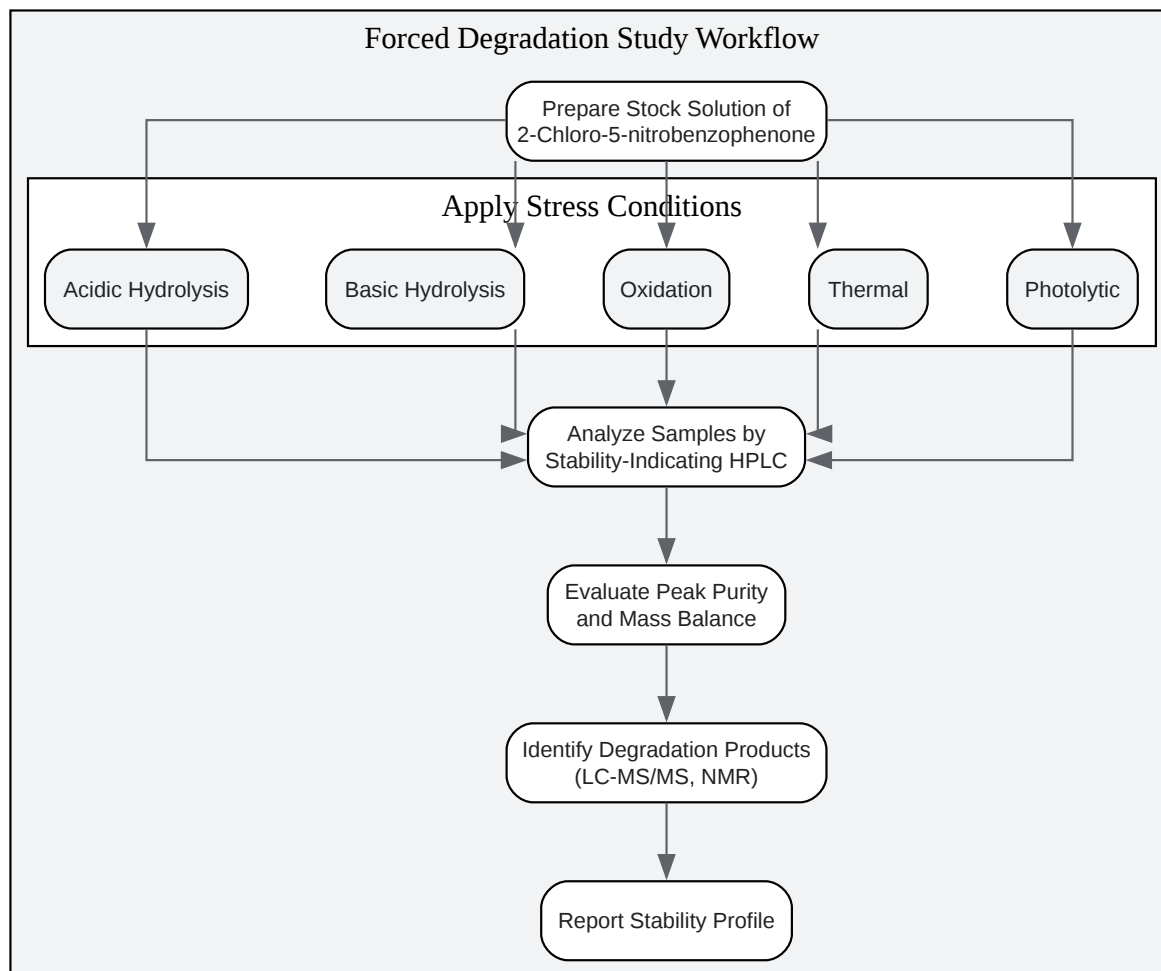 Forced Degradation Study Workflow
Prepare Stock Solution of
2-Chloro-5-nitrobenzophenone
Apply Stress Conditions
Acidic Hydrolysis
Basic Hydrolysis
Oxidation
Thermal
Photolytic
Analyze Samples by
Stability-Indicating HPLC
Evaluate Peak Purity
and Mass Balance
Identify Degradation Products
(LC-MS/MS, NMR)
Report Stability Profile